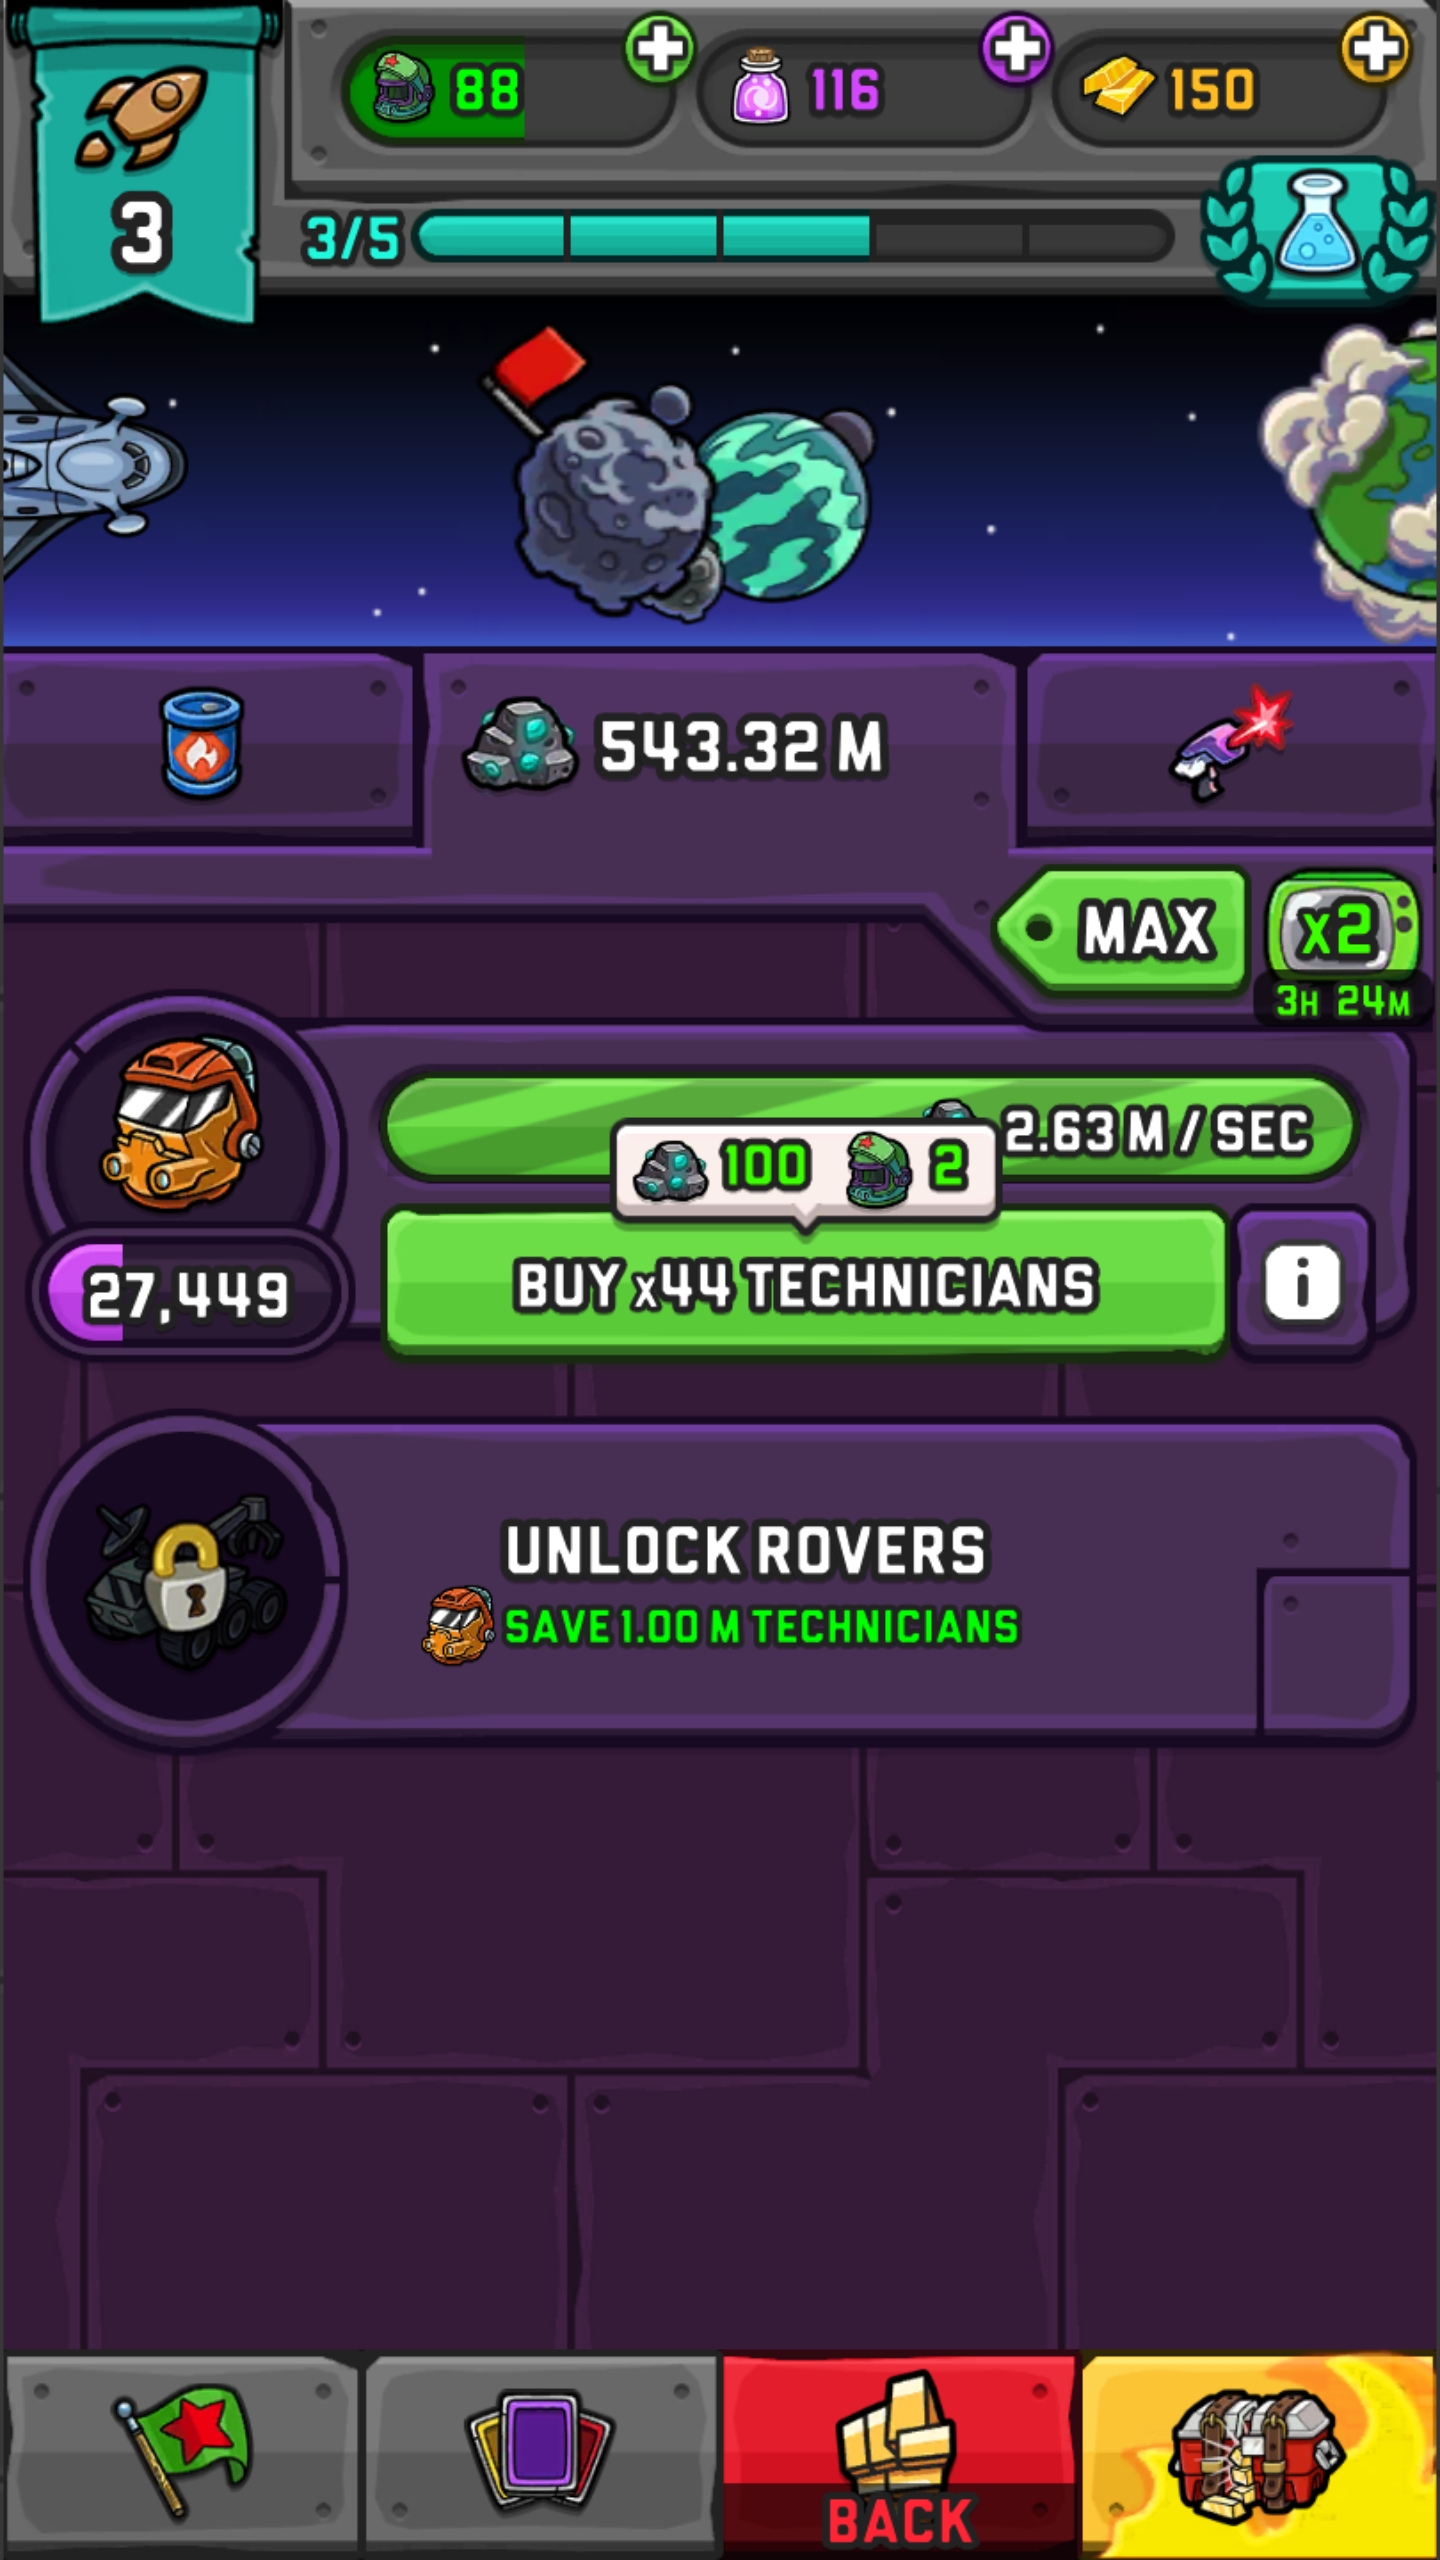 88
116
150
3
3/5
543.32 M
MAX
x2
3H 24M
2.63 M / SEC
100 2
27,449
BUY x44 TECHNICIANS
i
UNLOCK ROVERS
SAVE 1.00 M TECHNICIANS
BACK